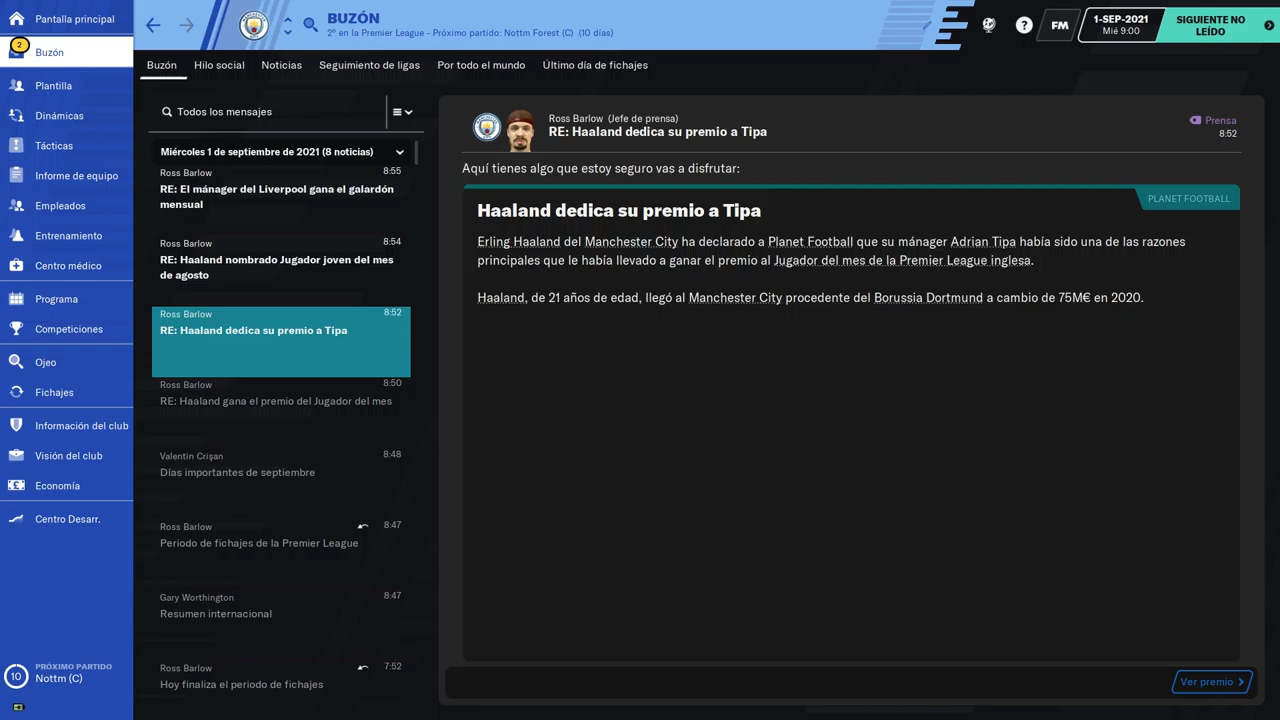 Pantalla principal
2
Buzón
Plantilla
Dinámicas
Tácticas
Informe de equipo
Empleados
Entrenamiento
Centro médico
Programa
Competiciones
Ojeo
Fichajes
Información del club
Visión del club
Economía
Centro Desarr.
10
PRÓXIMO PARTIDO
Nottm (C)
BUZÓN
2º en la Premier League - Próximo partido: Nottm Forest (C) (10 días)
?
FM
1-SEP-2021
Mié 9:00
SIGUIENTE NO
LEÍDO
Buzón Hilo social Noticias Seguimiento de ligas Por todo el mundo Último día de fichajes
Todos los mensajes
Miércoles 1 de septiembre de 2021 (8 noticias)
Ross Barlow 8:55
RE: El mánager del Liverpool gana el galardón
mensual
Ross Barlow 8:54
RE: Haaland nombrado Jugador joven del mes
de agosto
Ross Barlow 8:52
RE: Haaland dedica su premio a Tipa
Ross Barlow 8:50
RE: Haaland gana el premio del Jugador del mes
Valentin Crișan 8:48
Días importantes de septiembre
Ross Barlow 8:47
Periodo de fichajes de la Premier League
Gary Worthington 8:47
Resumen internacional
Ross Barlow 7:52
Hoy finaliza el periodo de fichajes
Ross Barlow (Jefe de prensa)
RE: Haaland dedica su premio a Tipa
Prensa
8:52
Aquí tienes algo que estoy seguro vas a disfrutar:
PLANET FOOTBALL
Haaland dedica su premio a Tipa
Erling Haaland del Manchester City ha declarado a Planet Football que su mánager Adrian Tipa había sido una de las razones
principales que le había llevado a ganar el premio al Jugador del mes de la Premier League inglesa.
Haaland, de 21 años de edad, llegó al Manchester City procedente del Borussia Dortmund a cambio de 75M€ en 2020.
Ver premio